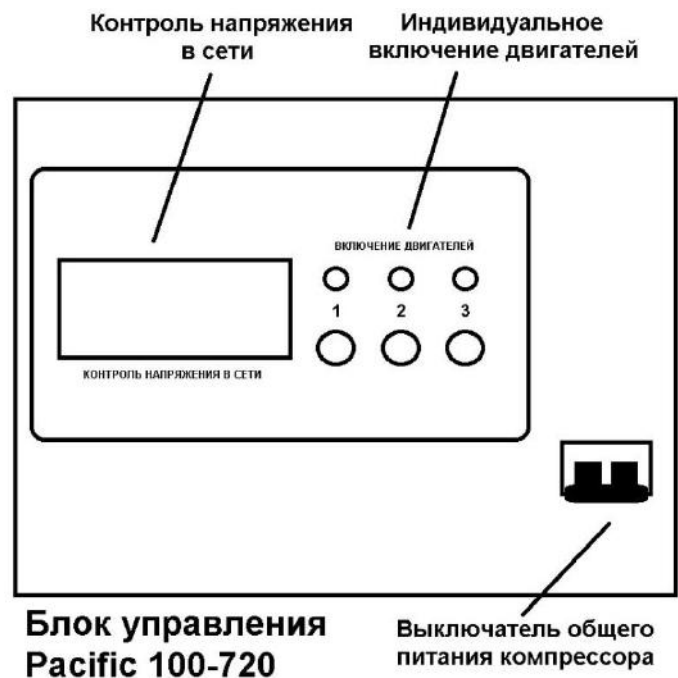 Контроль напряжения
в сети
Индивидуальное
включение двигателей
ВКЛЮЧЕНИЕ ДВИГАТЕЛЕЙ
1 2 3
КОНТРОЛЬ НАПРЯЖЕНИЯ В СЕТИ
Блок управления
Pacific 100-720
Выключатель общего
питания компрессора